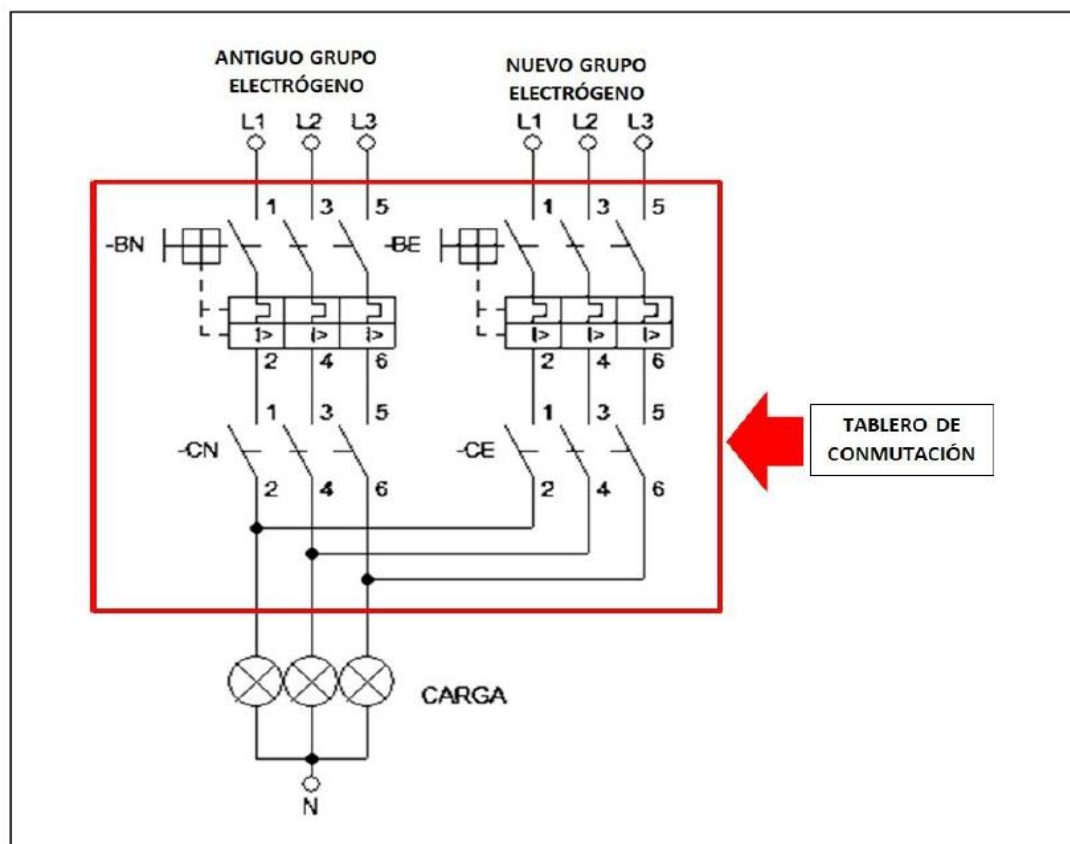 ANTIGUO GRUPO
ELECTRÓGENO
NUEVO GRUPO
ELECTRÓGENO
L1 L2 L3
L1 L2 L3
1 3 5
1 3 5
-BN
-BE
I> I> I>
I> I> I>
2 4 6
2 4 6
1 3 5
1 3 5
-CN
-CE
2 4 6
2 4 6
TABLERO DE
CONMUTACIÓN
CARGA
N